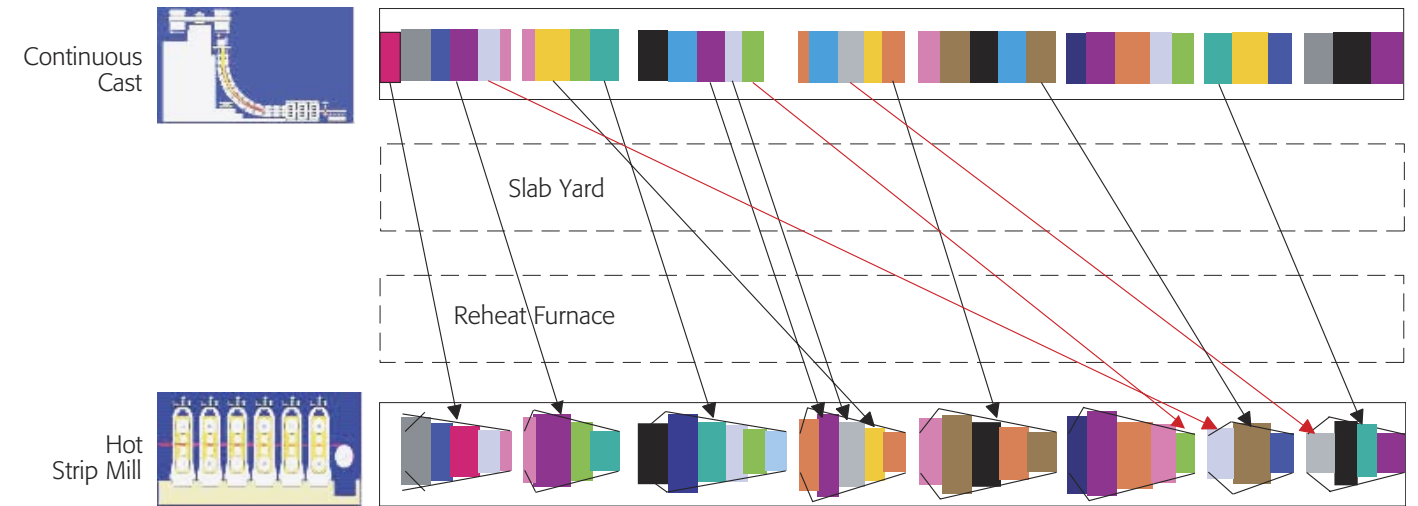 Continuous
Cast
Slab Yard
Reheat Furnace
Hot
Strip Mill